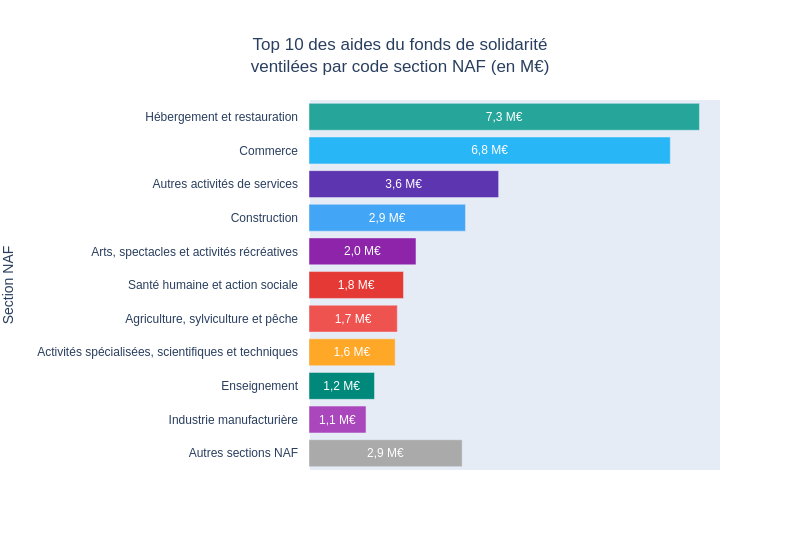 Top 10 des aides du fonds de solidarité
ventilées par code section NAF (en M€)
Section NAF
Hébergement et restauration 7,3 M€
Commerce 6,8 M€
Autres activités de services 3,6 M€
Construction 2,9 M€
Arts, spectacles et activités récréatives 2,0 M€
Santé humaine et action sociale 1,8 M€
Agriculture, sylviculture et pêche 1,7 M€
Activités spécialisées, scientifiques et techniques 1,6 M€
Enseignement 1,2 M€
Industrie manufacturière 1,1 M€
Autres sections NAF 2,9 M€